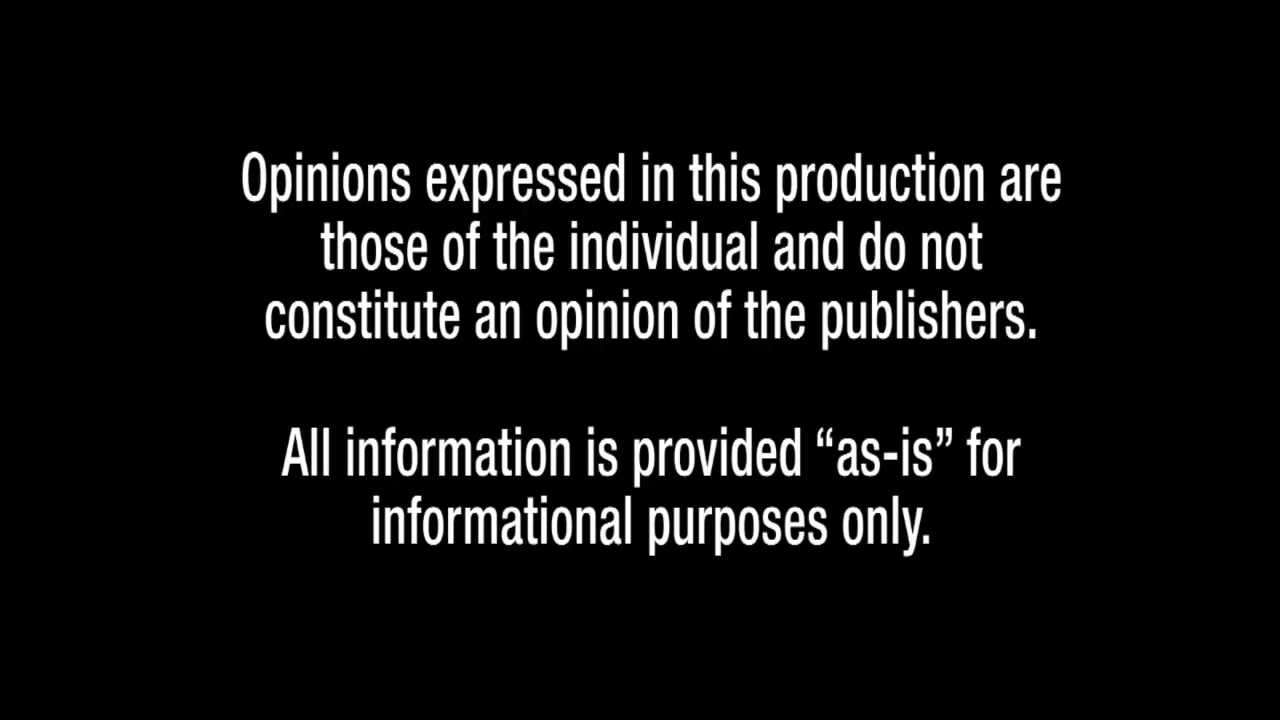 Opinions expressed in this production are
those of the individual and do not
constitute an opinion of the publishers.
All information is provided “as-is” for
informational purposes only.